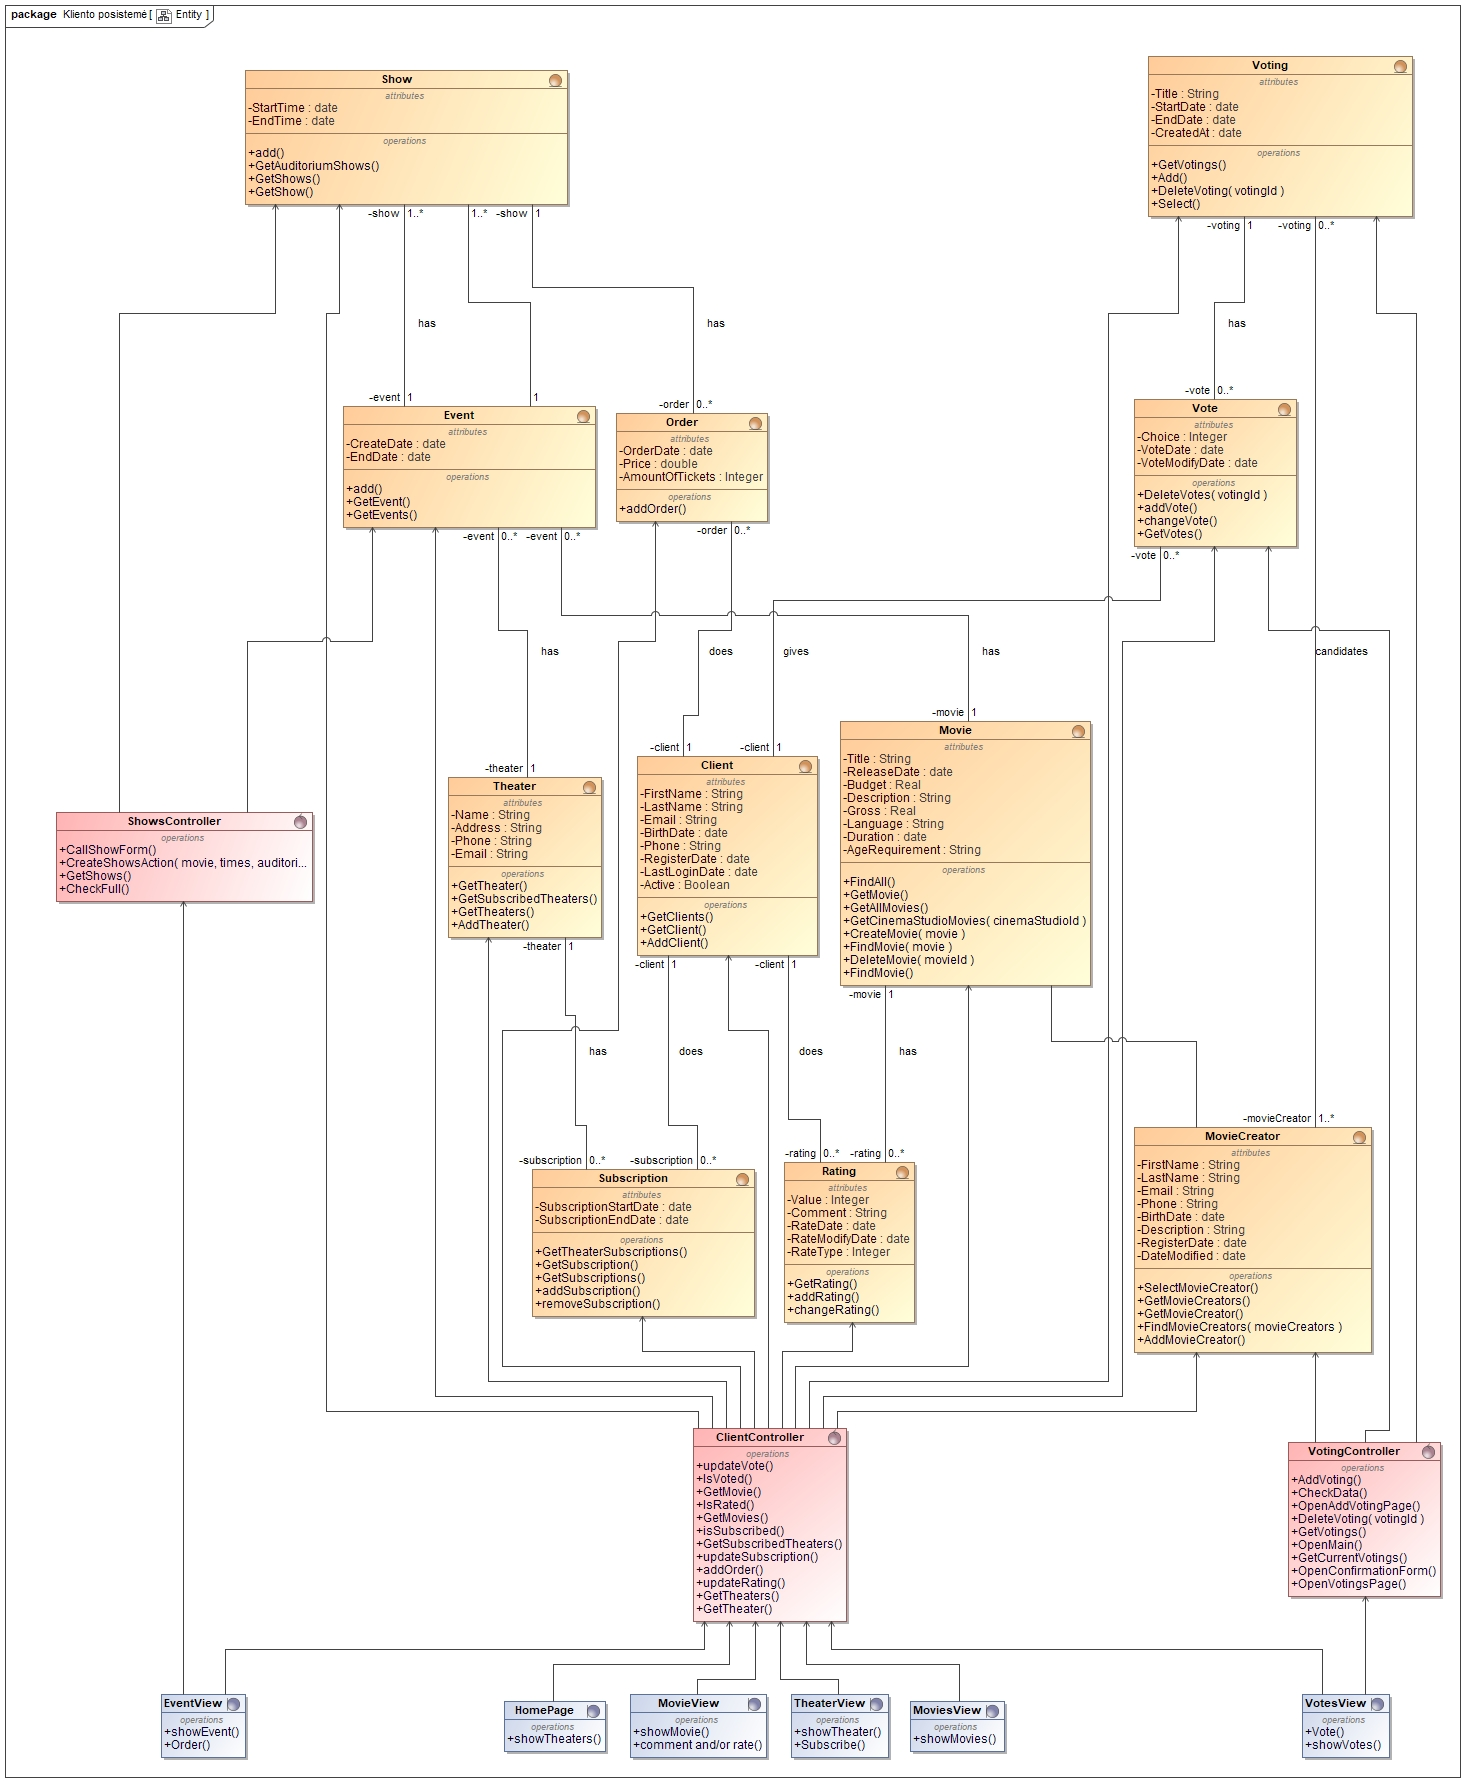 package Kliento posistemė [ Entity ]
Show
attributes
-StartTime : date
-EndTime : date
operations
+add()
+GetAuditoriumShows()
+GetShows()
+GetShow()
-show 1..*
1..*
-show 1
Voting
attributes
-Title : String
-StartDate : date
-EndDate : date
-CreatedAt : date
operations
+GetVotings()
+Add()
+DeleteVoting( votingId )
+Select()
-voting 1
-voting 0..*
has
has
has
-event 1
1
-order 0..*
-vote 0..*
Event
attributes
-CreateDate : date
-EndDate : date
operations
+add()
+GetEvent()
+GetEvents()
-event 0..*
-event 0..*
Order
attributes
-OrderDate : date
-Price : double
-AmountOfTickets : Integer
operations
+addOrder()
-order 0..*
Vote
attributes
-Choice : Integer
-VoteDate : date
-VoteModifyDate : date
operations
+DeleteVotes( votingId )
+addVote()
+changeVote()
+GetVotes()
-vote 0..*
has
does
gives
has
candidates
-theater 1
-client 1
-client 1
-movie 1
ShowsController
operations
+CallShowForm()
+CreateShowsAction( movie, times, auditori...
+GetShows()
+CheckFull()
Theater
attributes
-Name : String
-Address : String
-Phone : String
-Email : String
operations
+GetTheater()
+GetSubscribedTheaters()
+GetTheaters()
+AddTheater()
-theater 1
Client
attributes
-FirstName : String
-LastName : String
-Email : String
-BirthDate : date
-Phone : String
-RegisterDate : date
-LastLoginDate : date
-Active : Boolean
operations
+GetClients()
+GetClient()
+AddClient()
-client 1
-client 1
Movie
attributes
-Title : String
-ReleaseDate : date
-Budget : Real
-Description : String
-Gross : Real
-Language : String
-Duration : date
-AgeRequirement : String
operations
+FindAll()
+GetMovie()
+GetAllMovies()
+GetCinemaStudioMovies( cinemaStudioId )
+CreateMovie( movie )
+FindMovie( movie )
+DeleteMovie( movieId )
+FindMovie()
-movie 1
has
does
does
has
-subscription 0..*
-subscription 0..*
-rating 0..*
-rating 0..*
-movieCreator 1..*
Subscription
attributes
-SubscriptionStartDate : date
-SubscriptionEndDate : date
operations
+GetTheaterSubscriptions()
+GetSubscription()
+GetSubscriptions()
+addSubscription()
+removeSubscription()
Rating
attributes
-Value : Integer
-Comment : String
-RateDate : date
-RateModifyDate : date
-RateType : Integer
operations
+GetRating()
+addRating()
+changeRating()
MovieCreator
attributes
-FirstName : String
-LastName : String
-Email : String
-Phone : String
-BirthDate : date
-Description : String
-RegisterDate : date
-DateModified : date
operations
+SelectMovieCreator()
+GetMovieCreators()
+GetMovieCreator()
+FindMovieCreators( movieCreators )
+AddMovieCreator()
ClientController
operations
+updateVote()
+IsVoted()
+GetMovie()
+IsRated()
+GetMovies()
+isSubscribed()
+GetSubscribedTheaters()
+updateSubscription()
+addOrder()
+updateRating()
+GetTheaters()
+GetTheater()
VotingController
operations
+AddVoting()
+CheckData()
+OpenAddVotingPage()
+DeleteVoting( votingId )
+GetVotings()
+OpenMain()
+GetCurrentVotings()
+OpenConfirmationForm()
+OpenVotingsPage()
EventView
operations
+showEvent()
+Order()
HomePage
operations
+showTheaters()
MovieView
operations
+showMovie()
+comment and/or rate()
TheaterView
operations
+showTheater()
+Subscribe()
MoviesView
operations
+showMovies()
VotesView
operations
+Vote()
+showVotes()